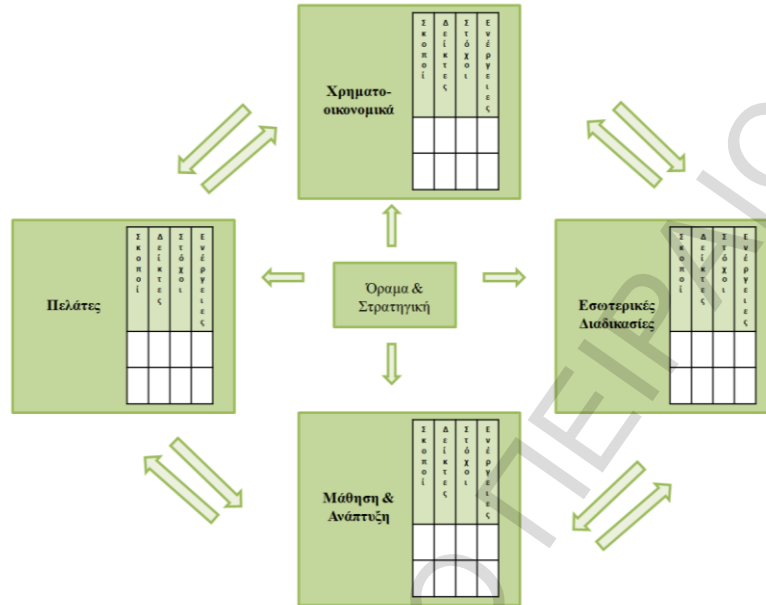 Χρηματο-
οικονομικά
Σκοποί
Δείκτες
Στόχοι
Ενέργειες
Πελάτες
Σκοποί
Δείκτες
Στόχοι
Ενέργειες
Όραμα &
Στρατηγική
Εσωτερικές
Διαδικασίες
Σκοποί
Δείκτες
Στόχοι
Ενέργειες
Μάθηση &
Ανάπτυξη
Σκοποί
Δείκτες
Στόχοι
Ενέργειες